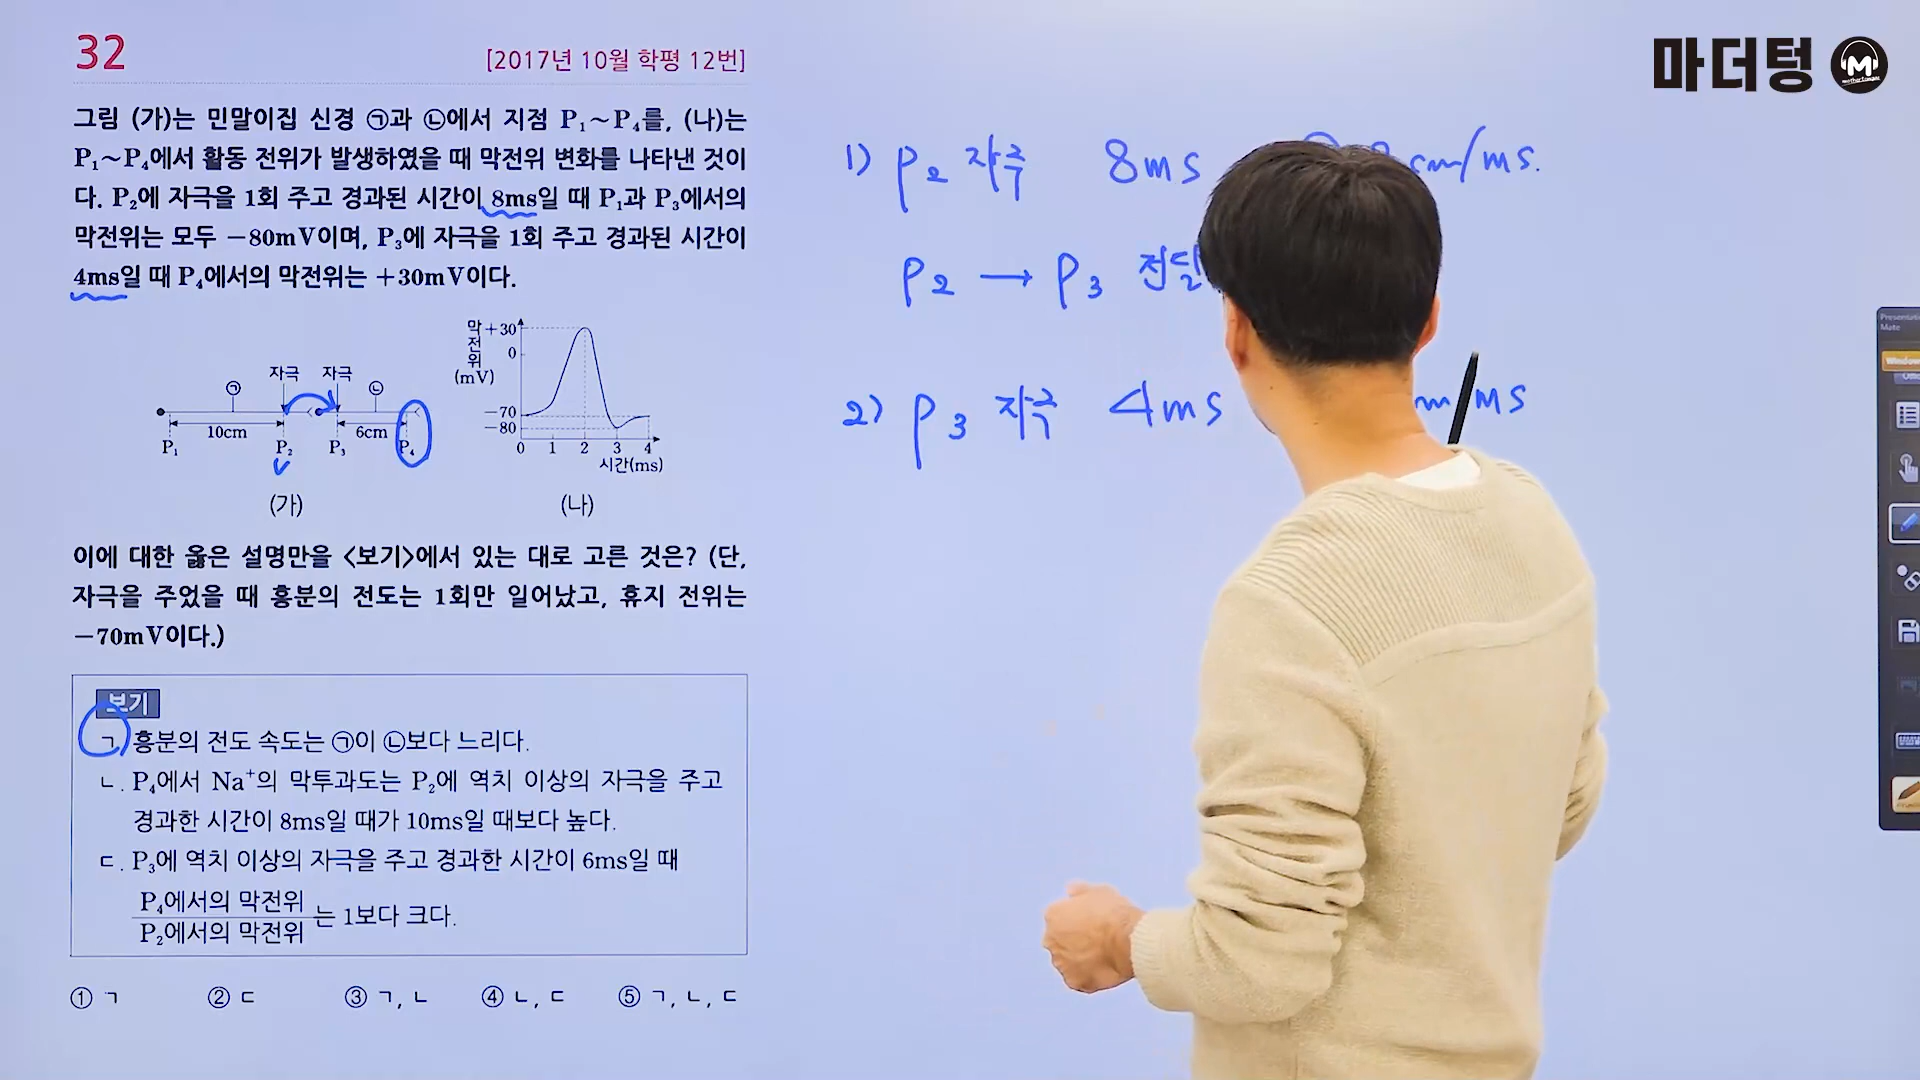 32
[2017년 10월 학평 12번]
그림 (가)는 민말이집 신경 ㉠과 ㉡에서 지점 P₁~P₄를, (나)는
P₁~P₄에서 활동 전위가 발생하였을 때 막전위 변화를 나타낸 것이
다. P₂에 자극을 1회 주고 경과된 시간이 8ms일 때 P₁과 P₃에서의
막전위는 모두 −80mV이며, P₃에 자극을 1회 주고 경과된 시간이
4ms일 때 P₄에서의 막전위는 +30mV이다.
자극 자극
㉠ ㉡
10cm 6cm
P₁ P₂ P₃ P₄
(가)
막전위
(mV)
+30
0
−70
−80
0 1 2 3 4
시간(ms)
(나)
이에 대한 옳은 설명만을 <보기>에서 있는 대로 고른 것은? (단,
자극을 주었을 때 흥분의 전도는 1회만 일어났고, 휴지 전위는
−70mV이다.)
보기
ㄱ. 흥분의 전도 속도는 ㉠이 ㉡보다 느리다.
ㄴ. P₄에서 Na⁺의 막투과도는 P₂에 역치 이상의 자극을 주고
경과한 시간이 8ms일 때가 10ms일 때보다 높다.
ㄷ. P₃에 역치 이상의 자극을 주고 경과한 시간이 6ms일 때
P₄에서의 막전위
P₂에서의 막전위
는 1보다 크다.
① ㄱ ② ㄷ ③ ㄱ, ㄴ ④ ㄴ, ㄷ ⑤ ㄱ, ㄴ, ㄷ
마더텅
M
1) P₂ 자극 8ms cm/ms.
P₂ → P₃
2) P₃ 자극 4ms /ms
Presentation
Mate